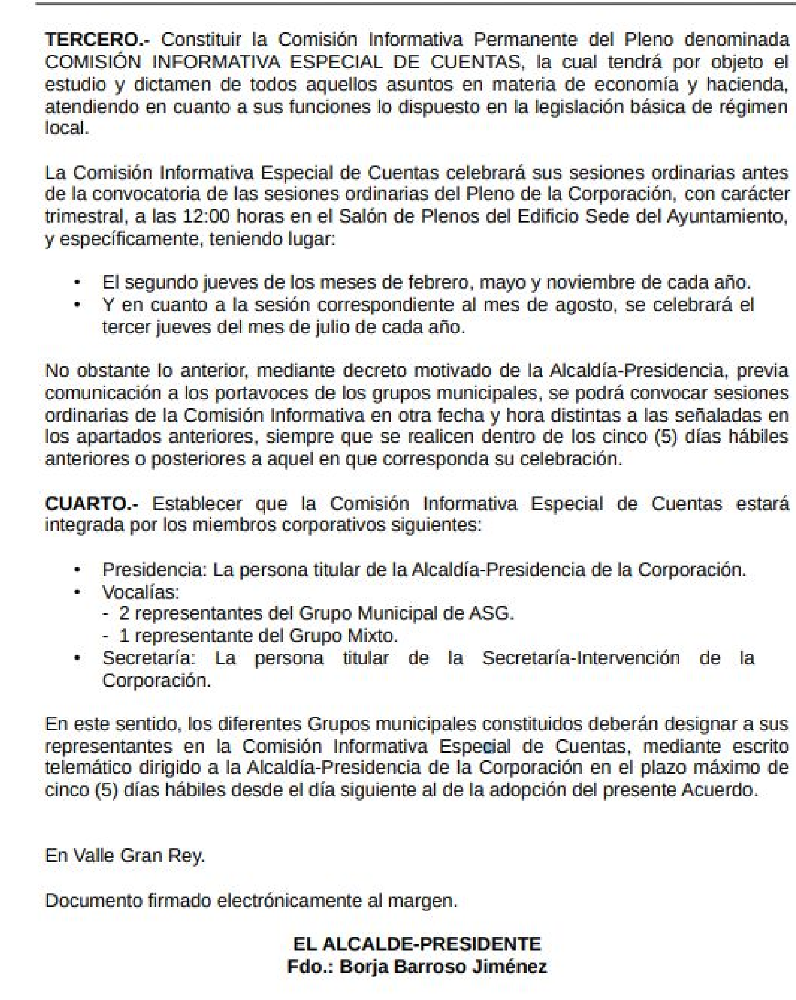 TERCERO.- Constituir la Comisión Informativa Permanente del Pleno denominada
COMISIÓN INFORMATIVA ESPECIAL DE CUENTAS, la cual tendrá por objeto el
estudio y dictamen de todos aquellos asuntos en materia de economía y hacienda,
atendiendo en cuanto a sus funciones lo dispuesto en la legislación básica de régimen
local.
La Comisión Informativa Especial de Cuentas celebrará sus sesiones ordinarias antes
de la convocatoria de las sesiones ordinarias del Pleno de la Corporación, con carácter
trimestral, a las 12:00 horas en el Salón de Plenos del Edificio Sede del Ayuntamiento,
y específicamente, teniendo lugar:
• El segundo jueves de los meses de febrero, mayo y noviembre de cada año.
• Y en cuanto a la sesión correspondiente al mes de agosto, se celebrará el
tercer jueves del mes de julio de cada año.
No obstante lo anterior, mediante decreto motivado de la Alcaldía-Presidencia, previa
comunicación a los portavoces de los grupos municipales, se podrá convocar sesiones
ordinarias de la Comisión Informativa en otra fecha y hora distintas a las señaladas en
los apartados anteriores, siempre que se realicen dentro de los cinco (5) días hábiles
anteriores o posteriores a aquel en que corresponda su celebración.
CUARTO.- Establecer que la Comisión Informativa Especial de Cuentas estará
integrada por los miembros corporativos siguientes:
• Presidencia: La persona titular de la Alcaldía-Presidencia de la Corporación.
• Vocalías:
- 2 representantes del Grupo Municipal de ASG.
- 1 representante del Grupo Mixto.
• Secretaría: La persona titular de la Secretaría-Intervención de la
Corporación.
En este sentido, los diferentes Grupos municipales constituidos deberán designar a sus
representantes en la Comisión Informativa Especial de Cuentas, mediante escrito
telemático dirigido a la Alcaldía-Presidencia de la Corporación en el plazo máximo de
cinco (5) días hábiles desde el día siguiente al de la adopción del presente Acuerdo.
En Valle Gran Rey.
Documento firmado electrónicamente al margen.
EL ALCALDE-PRESIDENTE
Fdo.: Borja Barroso Jiménez